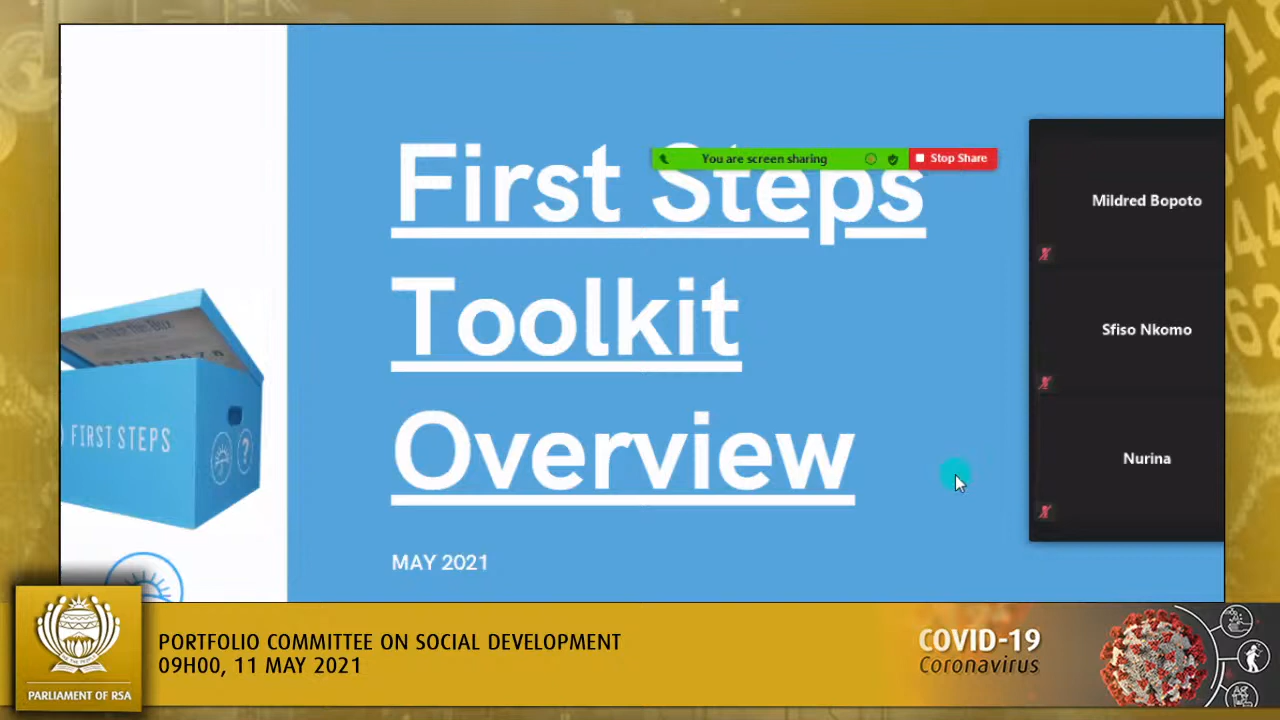 First Steps
Toolkit
Overview
MAY 2021
You are screen sharing
Stop Share
Mildred Bopoto
Sfiso Nkomo
Nurina
FIRST STEPS
?
PARLIAMENT OF RSA
PORTFOLIO COMMITTEE ON SOCIAL DEVELOPMENT
09H00, 11 MAY 2021
COVID-19
Coronavirus